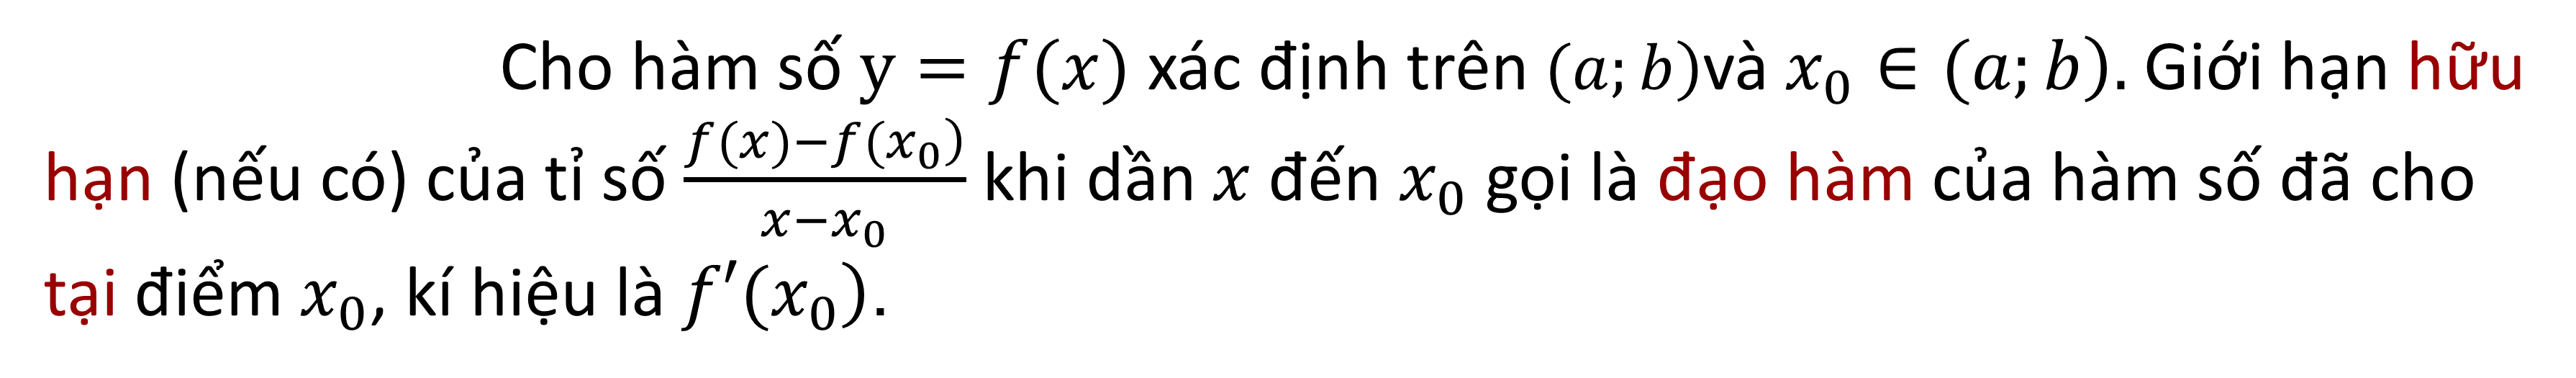 Cho hàm số y = f(x) xác định trên (a; b)và x₀ ∈ (a; b). Giới hạn hữu
hạn (nếu có) của tỉ số \frac{f(x)−f(x₀)}{x−x₀} khi dần x đến x₀ gọi là đạo hàm của hàm số đã cho
tại điểm x₀, kí hiệu là f′(x₀).